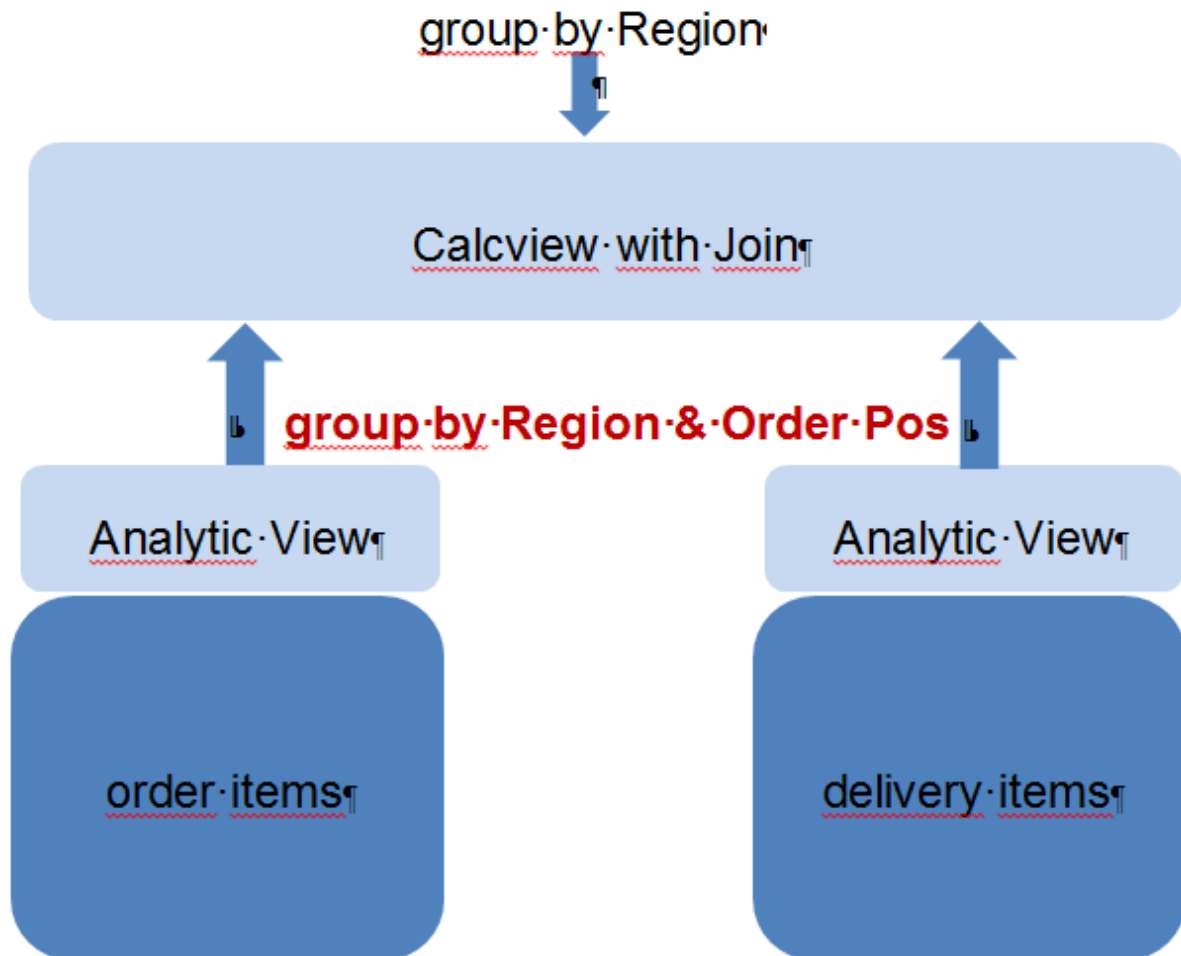 group·by·Region
¶
Calcview·with·Join¶
group·by·Region·&·Order·Pos
Analytic·View¶
Analytic·View¶
order·items¶
delivery·items¶